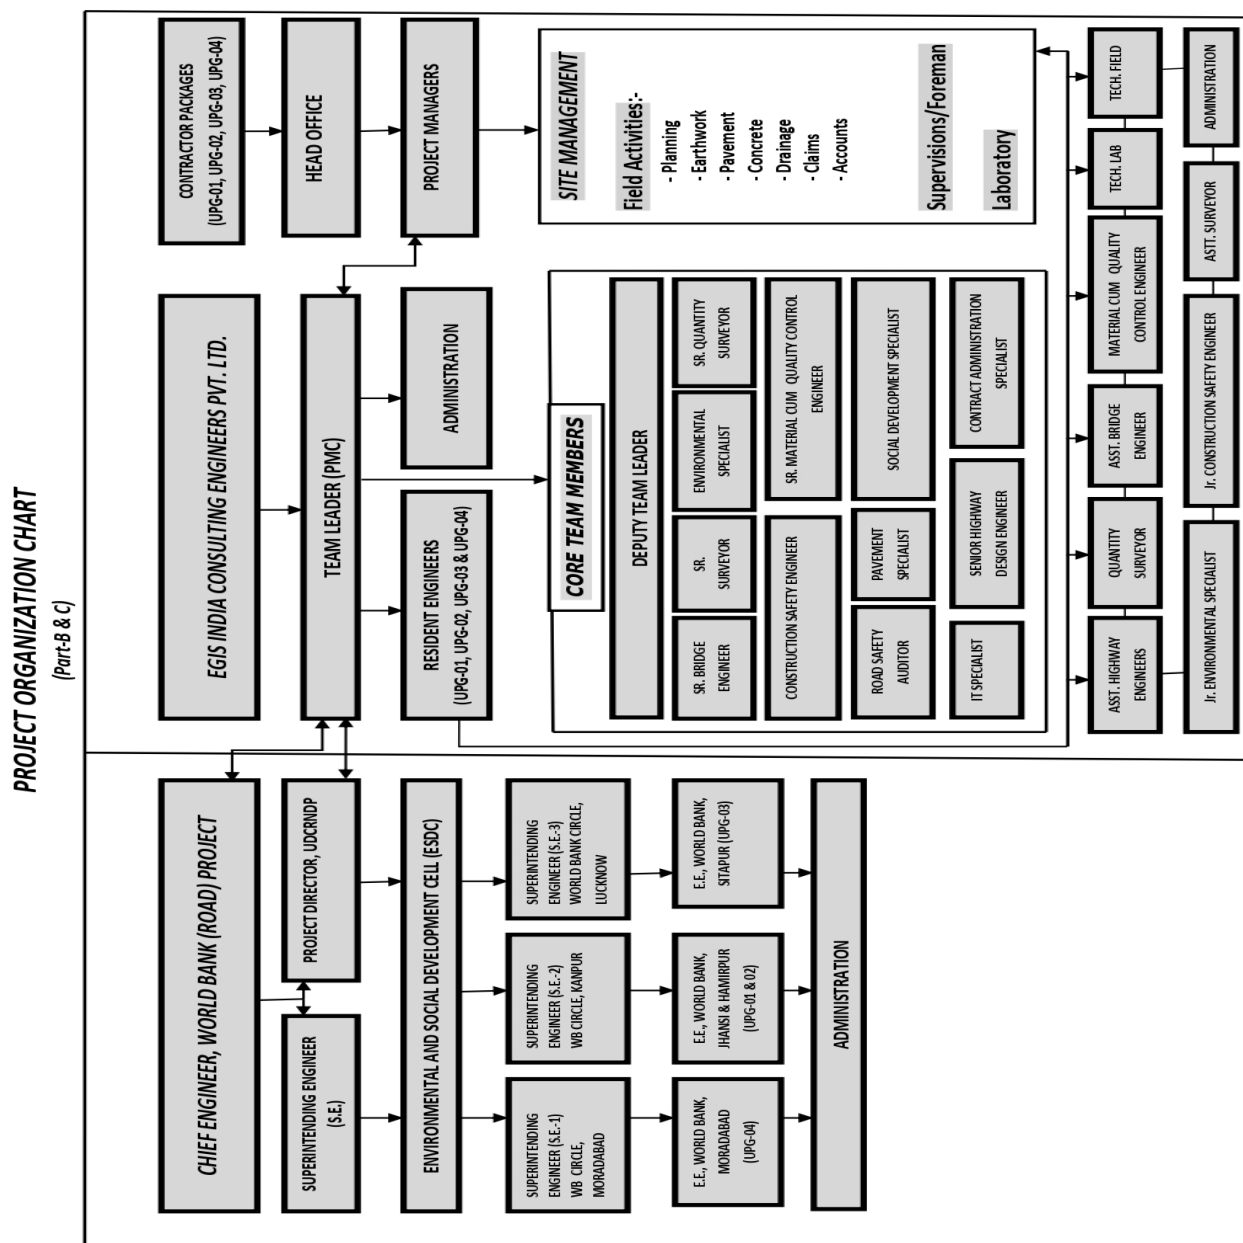 PROJECT ORGANIZATION CHART
(Part-B & C)
CHIEF ENGINEER, WORLD BANK (ROAD) PROJECT
SUPERINTENDING ENGINEER
(S.E.)
PROJECT DIRECTOR, UDCRNDP
ENVIRONMENTAL AND SOCIAL DEVELOPMENT CELL (ESDC)
SUPERINTENDING
ENGINEER (S.E.-1)
WB CIRCLE,
MORADABAD
SUPERINTENDING
ENGINEER (S.E.-2)
WB CIRCLE, KANPUR
SUPERINTENDING
ENGINEER (S.E.-3)
WORLD BANK CIRCLE,
LUCKNOW
E.E., WORLD BANK,
MORADABAD
(UPG-04)
E.E., WORLD BANK,
JHANSI & HAMIRPUR
(UPG-01 & 02)
E.E., WORLD BANK,
SITAPUR (UPG-03)
ADMINISTRATION
EGIS INDIA CONSULTING ENGINEERS PVT. LTD.
TEAM LEADER (PMC)
RESIDENT ENGINEERS
(UPG-01, UPG-02, UPG-03 & UPG-04)
ADMINISTRATION
CORE TEAM MEMBERS
DEPUTY TEAM LEADER
SR. BRIDGE
ENGINEER
SR.
SURVEYOR
ENVIRONMENTAL
SPECIALIST
SR. QUANTITY
SURVEYOR
CONSTRUCTION SAFETY ENGINEER
SR. MATERIAL CUM QUALITY CONTROL
ENGINEER
ROAD SAFETY
AUDITOR
PAVEMENT
SPECIALIST
SOCIAL DEVELOPMENT SPECIALIST
IT SPECIALIST
SENIOR HIGHWAY
DESIGN ENGINEER
CONTRACT ADMINISTRATION
SPECIALIST
CONTRACTOR PACKAGES
(UPG-01, UPG-02, UPG-03, UPG-04)
HEAD OFFICE
PROJECT MANAGERS
SITE MANAGEMENT
Field Activities:-
- Planning
- Earthwork
- Pavement
- Concrete
- Drainage
- Claims
- Accounts
Supervisions/Foreman
Laboratory
ASST. HIGHWAY
ENGINEERS
QUANTITY
SURVEYOR
ASST. BRIDGE
ENGINEER
MATERIAL CUM QUALITY
CONTROL ENGINEER
TECH. LAB
TECH. FIELD
Jr. ENVIRONMENTAL SPECIALIST
Jr. CONSTRUCTION SAFETY ENGINEER
ASTT. SURVEYOR
ADMINISTRATION